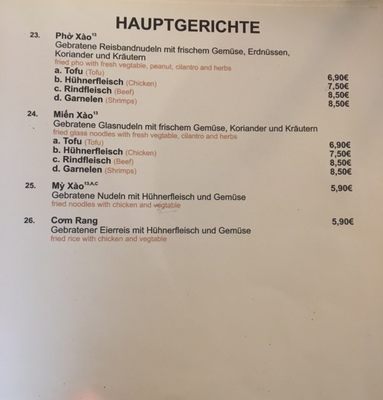 HAUPTGERICHTE
23. Phở Xào¹³
Gebratene Reisbandnudeln mit frischem Gemüse, Erdnüssen,
Koriander und Kräutern
fried pho with fresh vegtable, peanut, cilantro and herbs
a. Tofu (Tofu) 6,90€
b. Hühnerfleisch (Chicken) 7,50€
c. Rindfleisch (Beef) 8,50€
d. Garnelen (Shrimps) 8,50€
24. Miến Xào¹³
Gebratene Glasnudeln mit frischem Gemüse, Koriander und Kräutern
fried glass noodles with fresh vegtable, cilantro and herbs
a. Tofu (Tofu) 6,90€
b. Hühnerfleisch (Chicken) 7,50€
c. Rindfleisch (Beef) 8,50€
d. Garnelen (Shrimps) 8,50€
25. Mỳ Xào¹³,ᴬ,ᶜ 5,90€
Gebratene Nudeln mit Hühnerfleisch und Gemüse
fried noodles with chicken and vegtable
26. Cơm Rang 5,90€
Gebratener Eierreis mit Hühnerfleisch und Gemüse
fried rice with chicken and vegtable